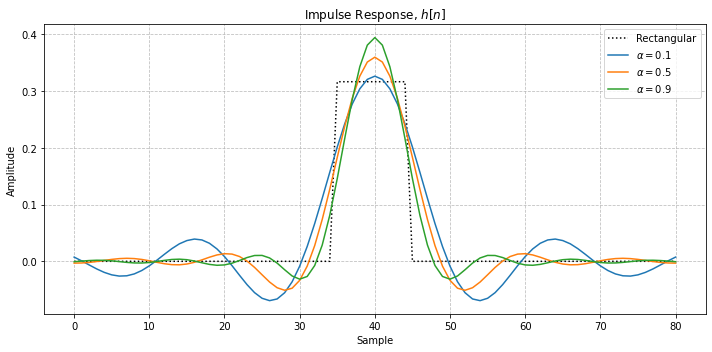 Impulse Response, h[n]
Amplitude
0.4
0.3
0.2
0.1
0.0
Rectangular
α = 0.1
α = 0.5
α = 0.9
0 10 20 30 40 50 60 70 80
Sample